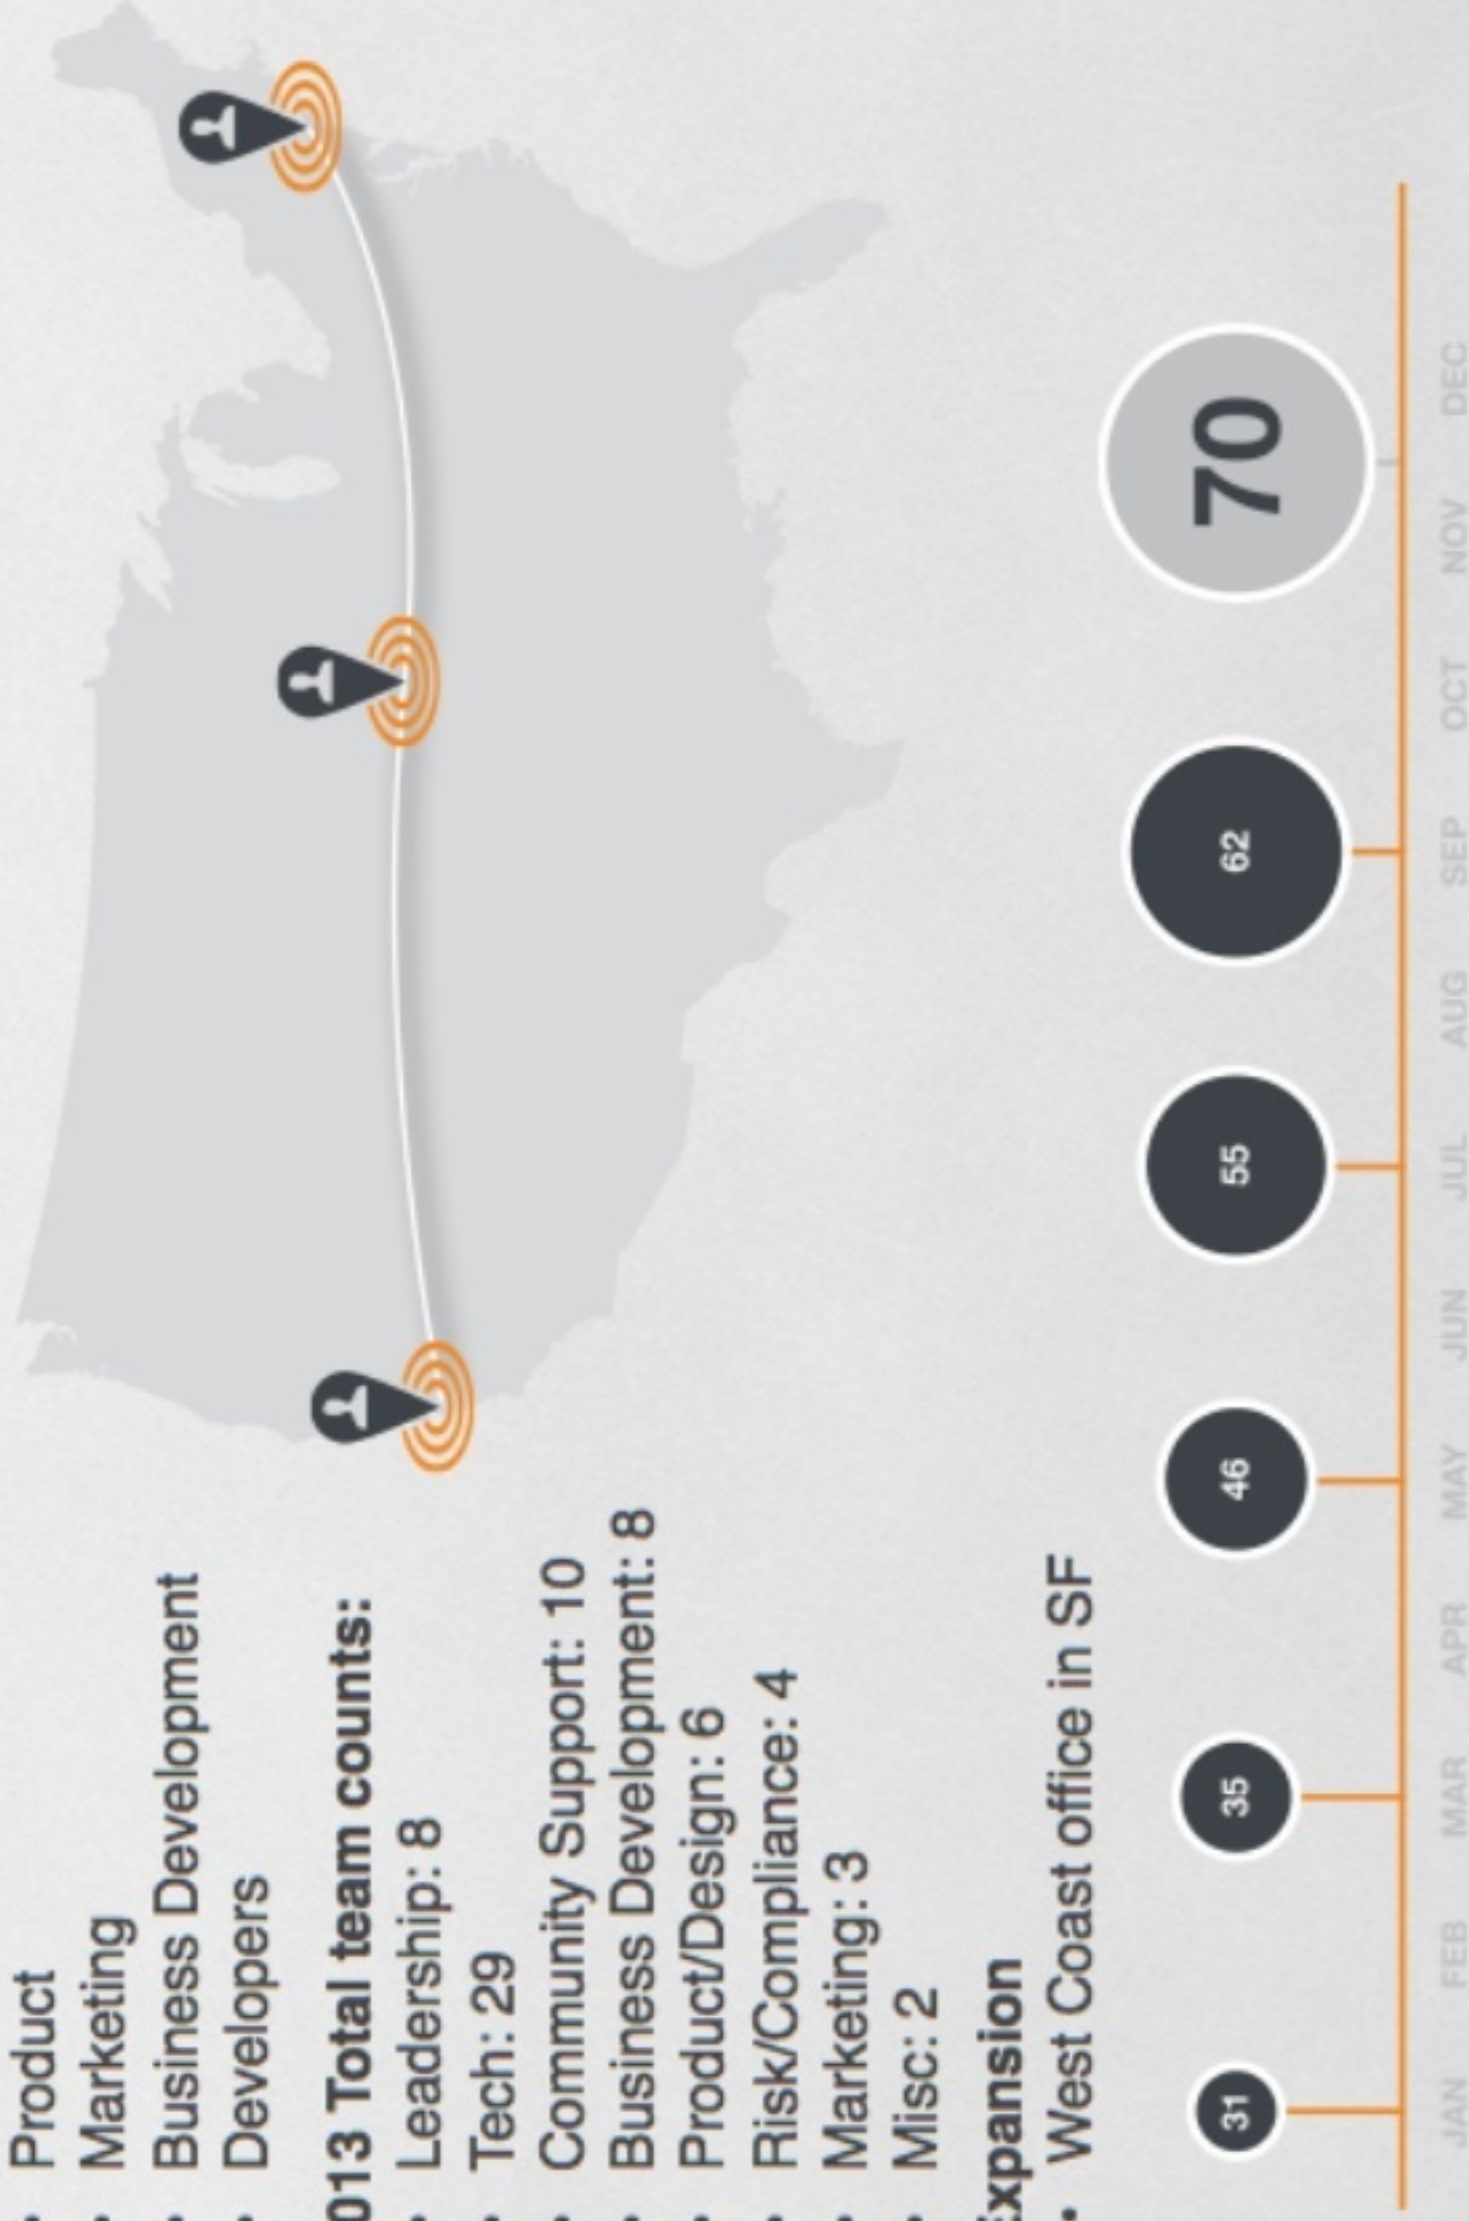 • Product
• Marketing
• Business Development
• Developers
013 Total team counts:
• Leadership: 8
• Tech: 29
• Community Support: 10
• Business Development: 8
• Product/Design: 6
• Risk/Compliance: 4
• Marketing: 3
• Misc: 2
Expansion
• West Coast office in SF
31 35 46 55 62 70
JAN FEB MAR APR MAY JUN JUL AUG SEP OCT NOV DEC